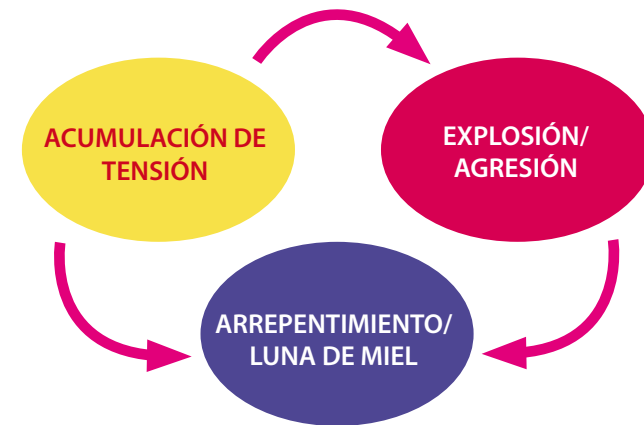 ACUMULACIÓN DE
TENSIÓN
EXPLOSIÓN/
AGRESIÓN
ARREPENTIMIENTO/
LUNA DE MIEL